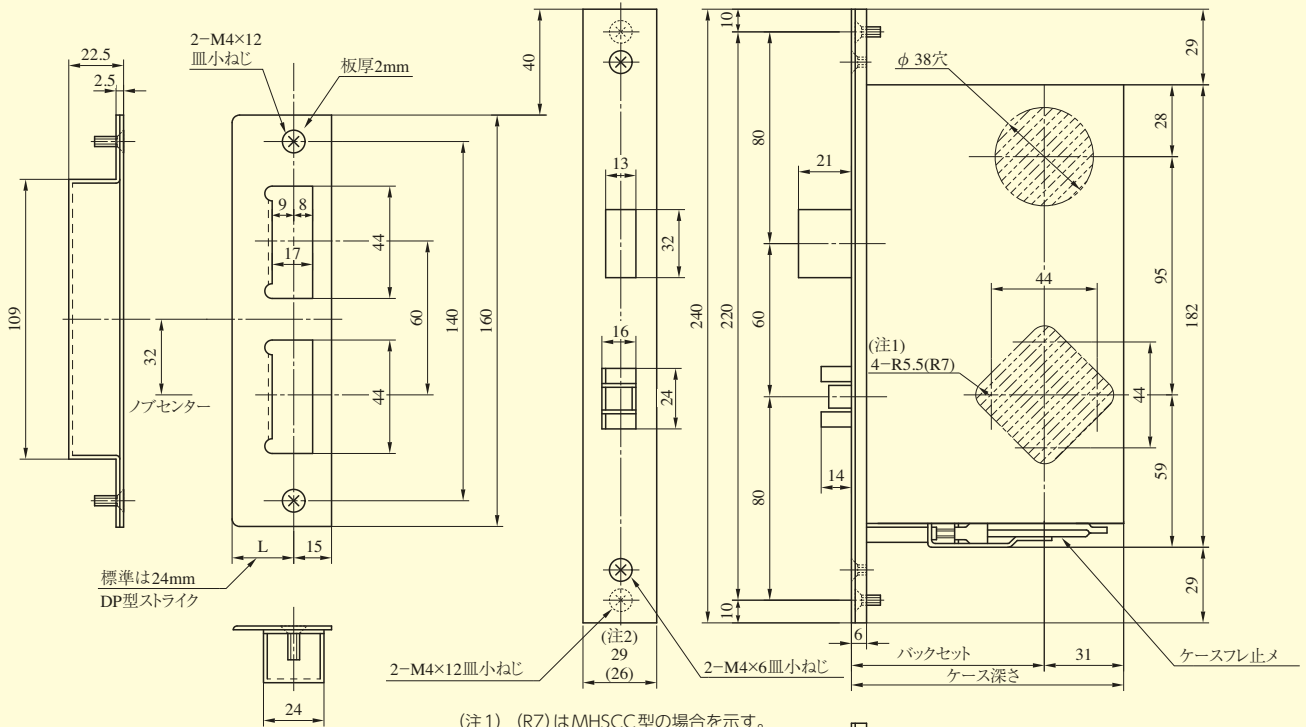 22.5
2.5
109
2−M4×12
皿小ねじ
板厚2mm
9
8
17
44
60
140
160
32
ノブセンター
44
L
15
標準は24mm
DP型ストライク
24
40
13
32
16
24
2−M4×12皿小ねじ
(注2)
29
(26)
2−M4×6皿小ねじ
240
220
10
80
60
80
10
21
14
φ 38穴
(注1)
4−R5.5(R7)
44
44
29
28
95
182
59
29
6
バックセット
31
ケース深さ
ケースフレ止メ
(注1) (R7)はMHSCC型の場合を示す。